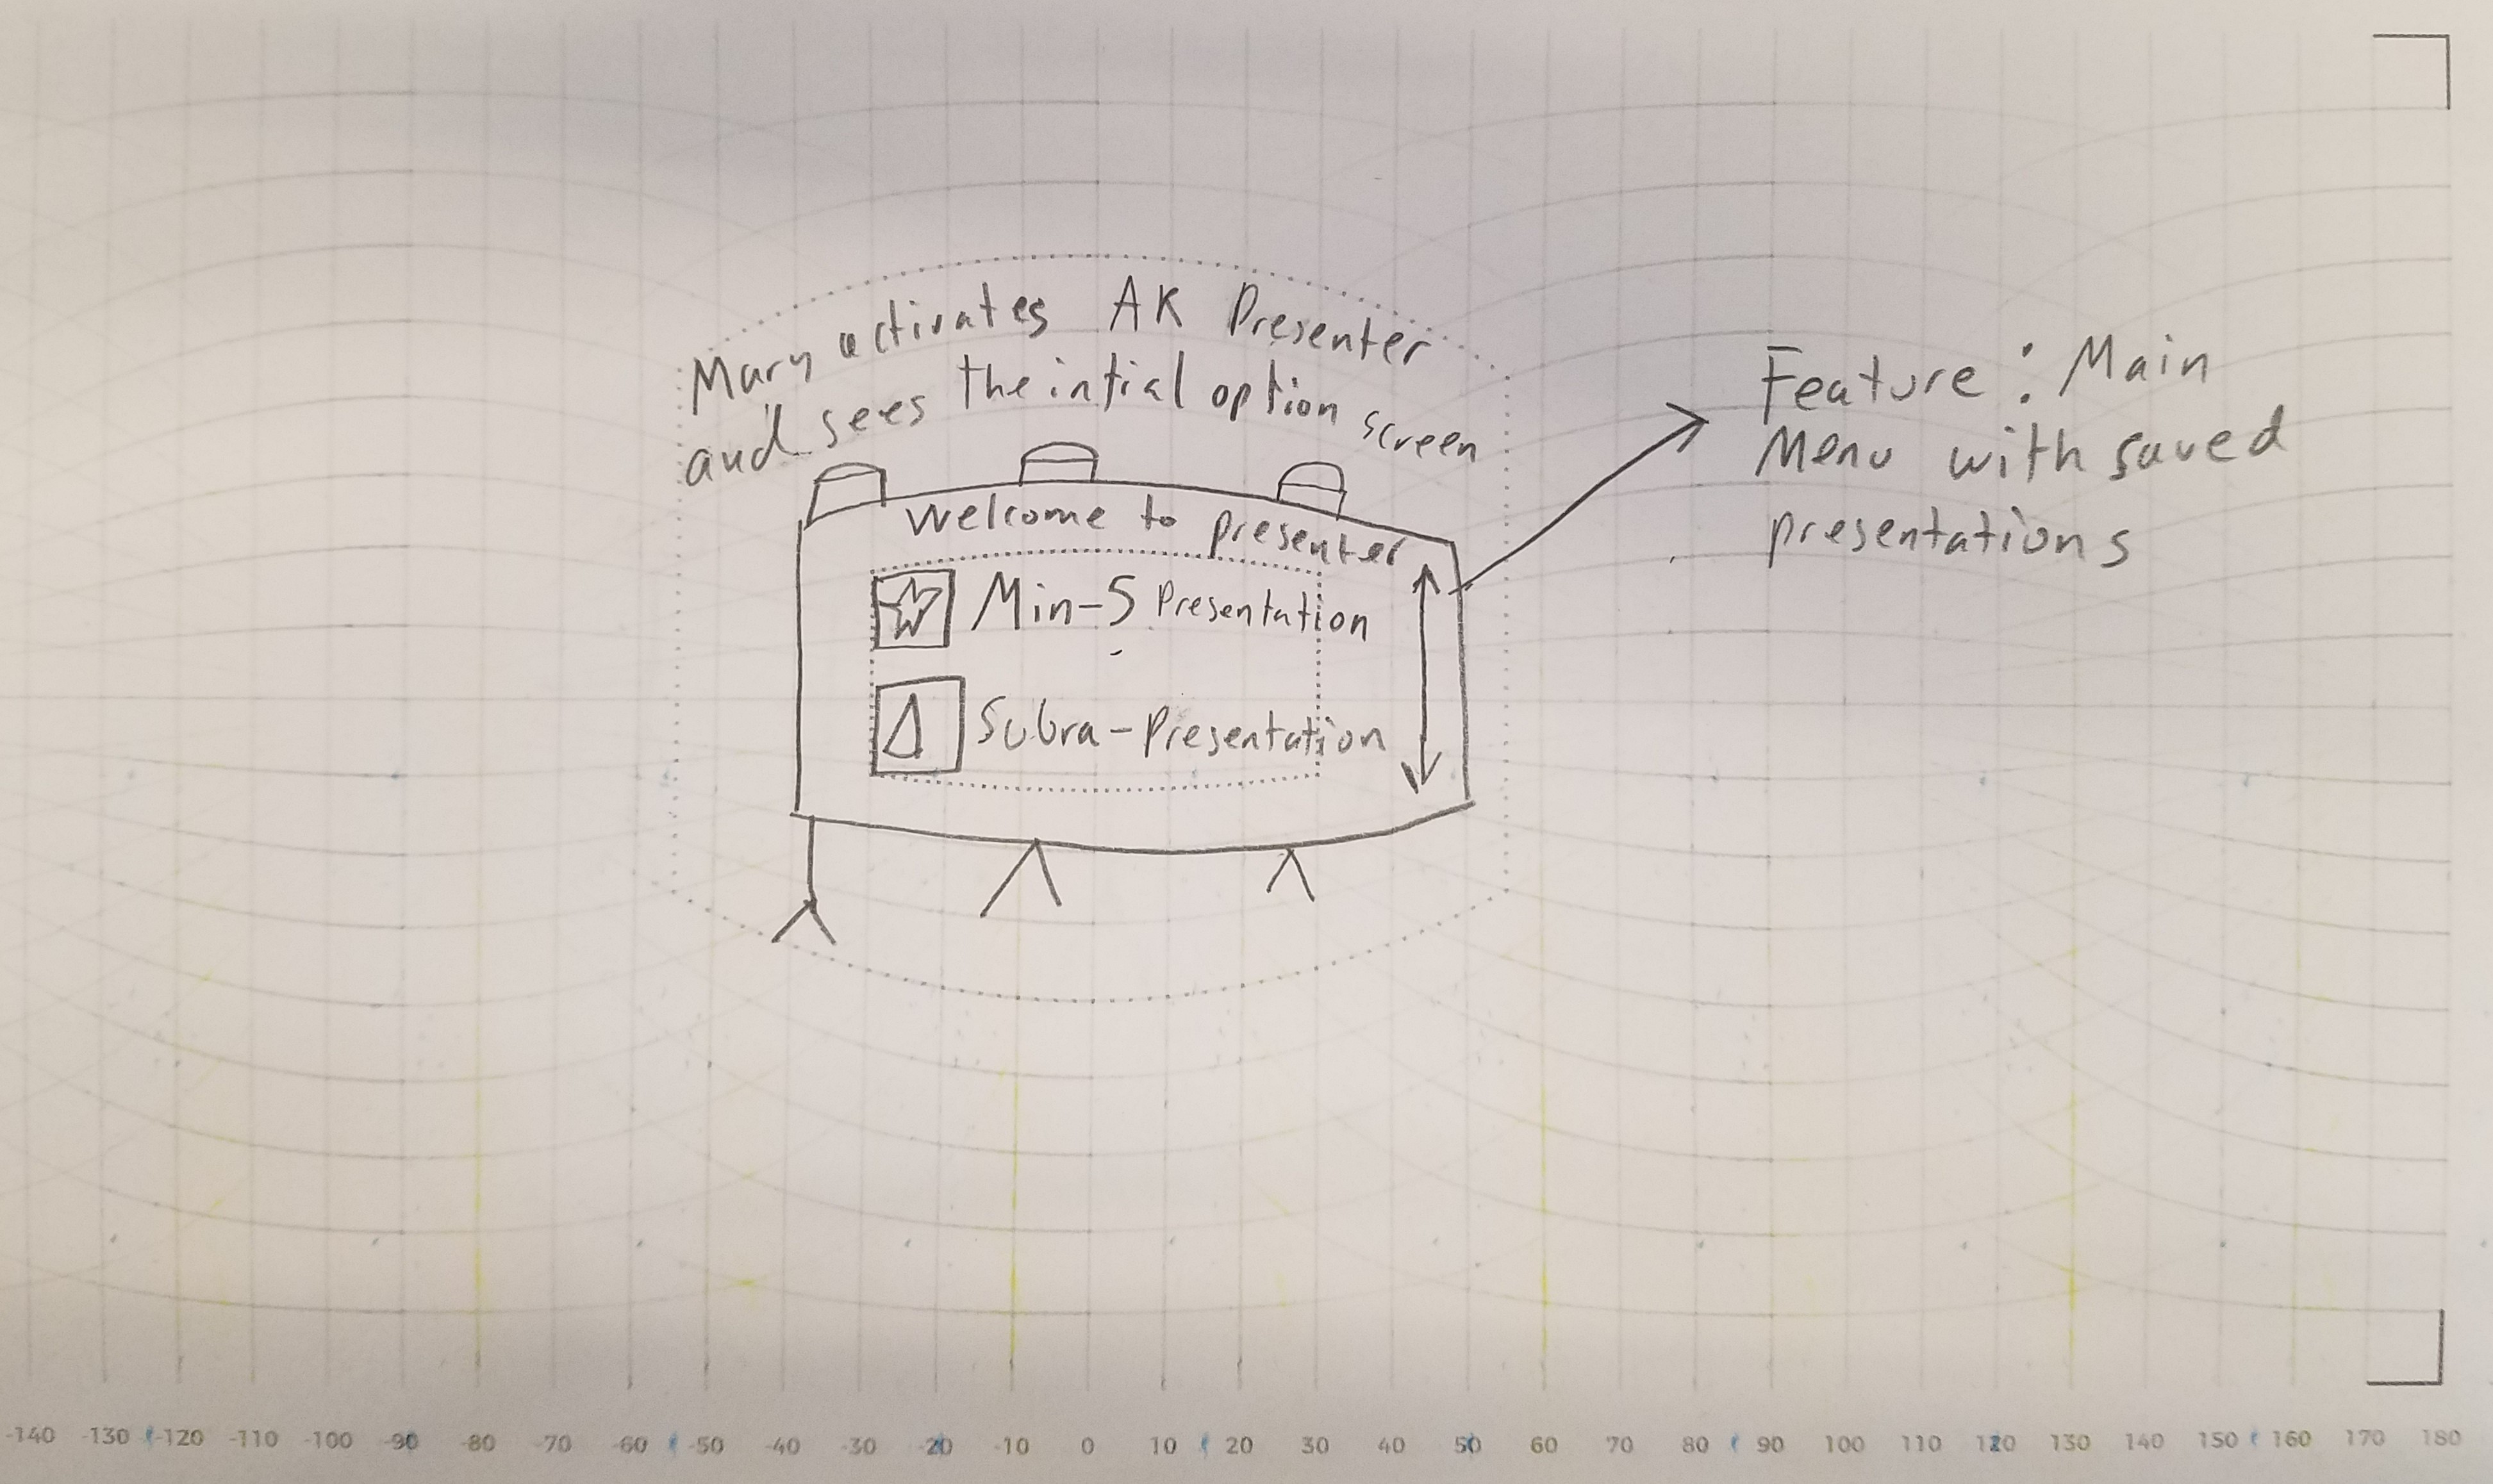 Mary activates AR Presenter
and sees the intial option screen
Welcome to presenter
Min-5 Presentation
Subra-Presentation
Feature: Main
Menu with saved
presentations
-140 -130 -120 -110 -100 -90 -80 -70 -60 -50 -40 -30 -20 -10 0 10 20 30 40 50 60 70 80 90 100 110 120 130 140 150 160 170 180